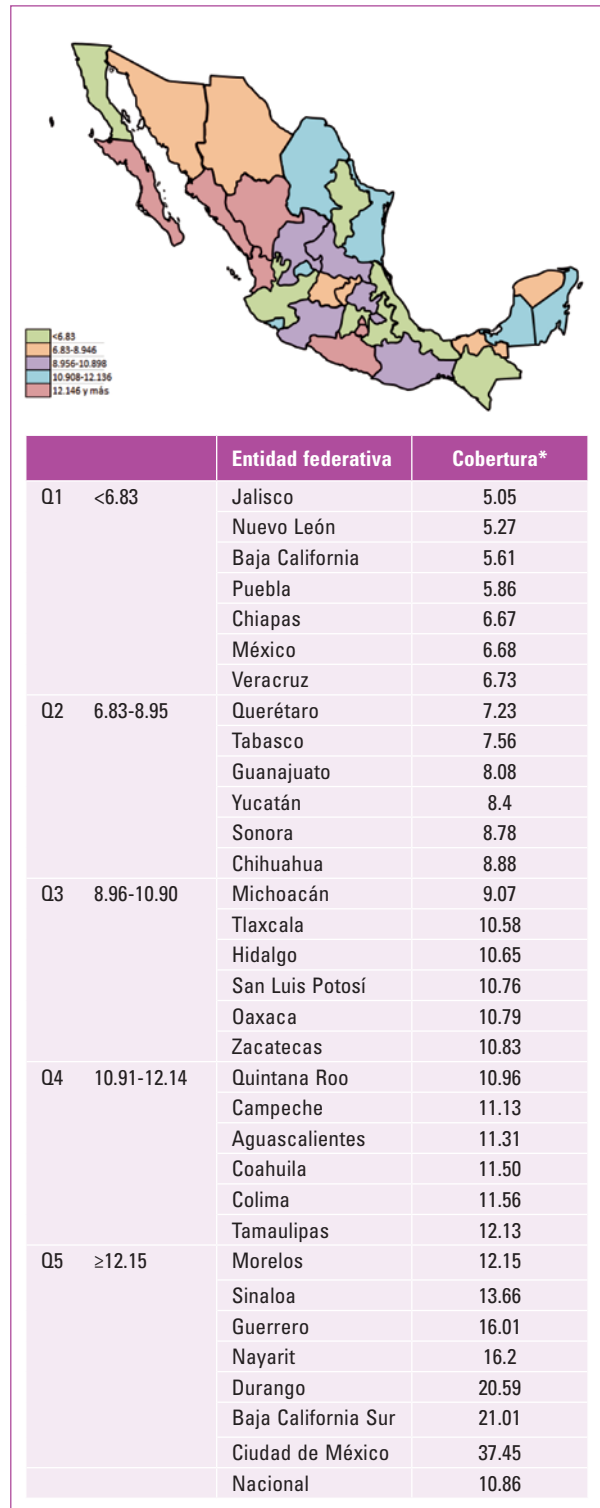 <6.83
6.83-8.946
8.956-10.898
10.908-12.136
12.146 y más
Entidad federativa Cobertura*
Q1 <6.83 Jalisco 5.05
Nuevo León 5.27
Baja California 5.61
Puebla 5.86
Chiapas 6.67
México 6.68
Veracruz 6.73
Q2 6.83-8.95 Querétaro 7.23
Tabasco 7.56
Guanajuato 8.08
Yucatán 8.4
Sonora 8.78
Chihuahua 8.88
Q3 8.96-10.90 Michoacán 9.07
Tlaxcala 10.58
Hidalgo 10.65
San Luis Potosí 10.76
Oaxaca 10.79
Zacatecas 10.83
Q4 10.91-12.14 Quintana Roo 10.96
Campeche 11.13
Aguascalientes 11.31
Coahuila 11.50
Colima 11.56
Tamaulipas 12.13
Q5 ≥12.15 Morelos 12.15
Sinaloa 13.66
Guerrero 16.01
Nayarit 16.2
Durango 20.59
Baja California Sur 21.01
Ciudad de México 37.45
Nacional 10.86